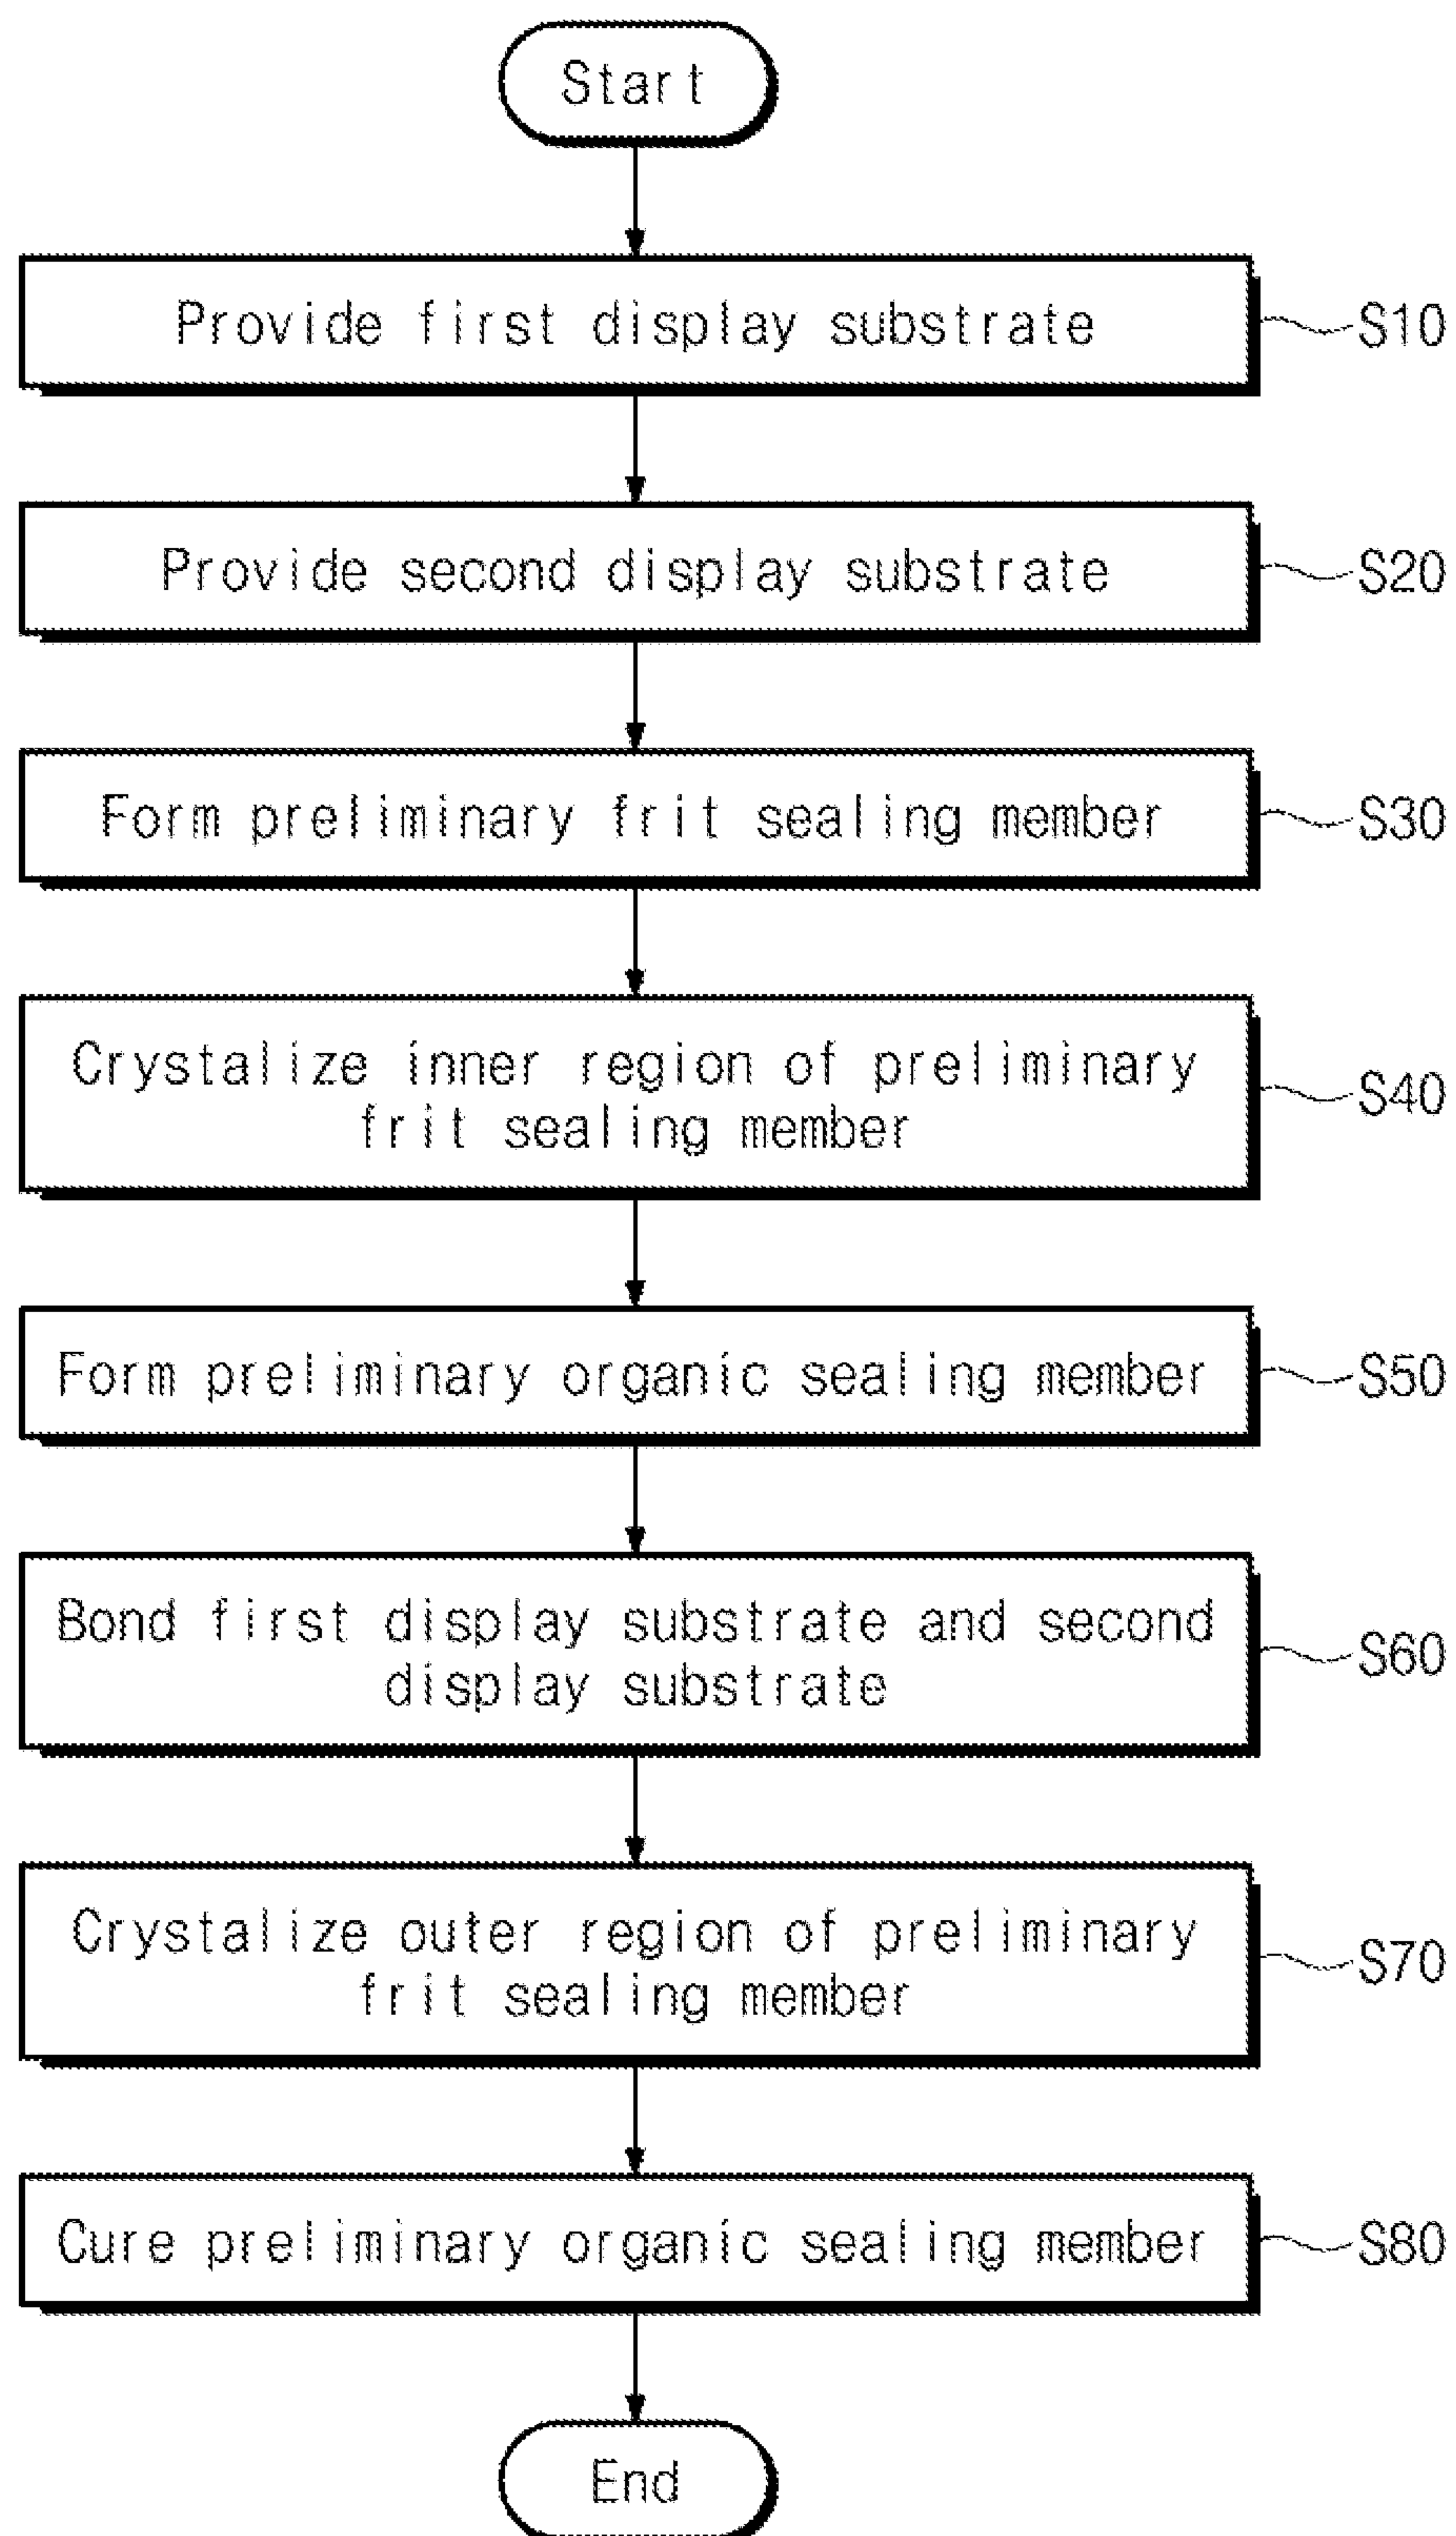 Start
Provide first display substrate
S10
Provide second display substrate
S20
Form preliminary frit sealing member
S30
Crystalize inner region of preliminary
frit sealing member
S40
Form preliminary organic sealing member
S50
Bond first display substrate and second
display substrate
S60
Crystalize outer region of preliminary
frit sealing member
S70
Cure preliminary organic sealing member
S80
End